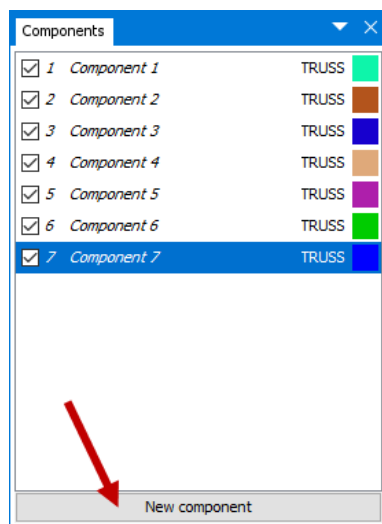 Components
1 Component 1 TRUSS
2 Component 2 TRUSS
3 Component 3 TRUSS
4 Component 4 TRUSS
5 Component 5 TRUSS
6 Component 6 TRUSS
7 Component 7 TRUSS
New component